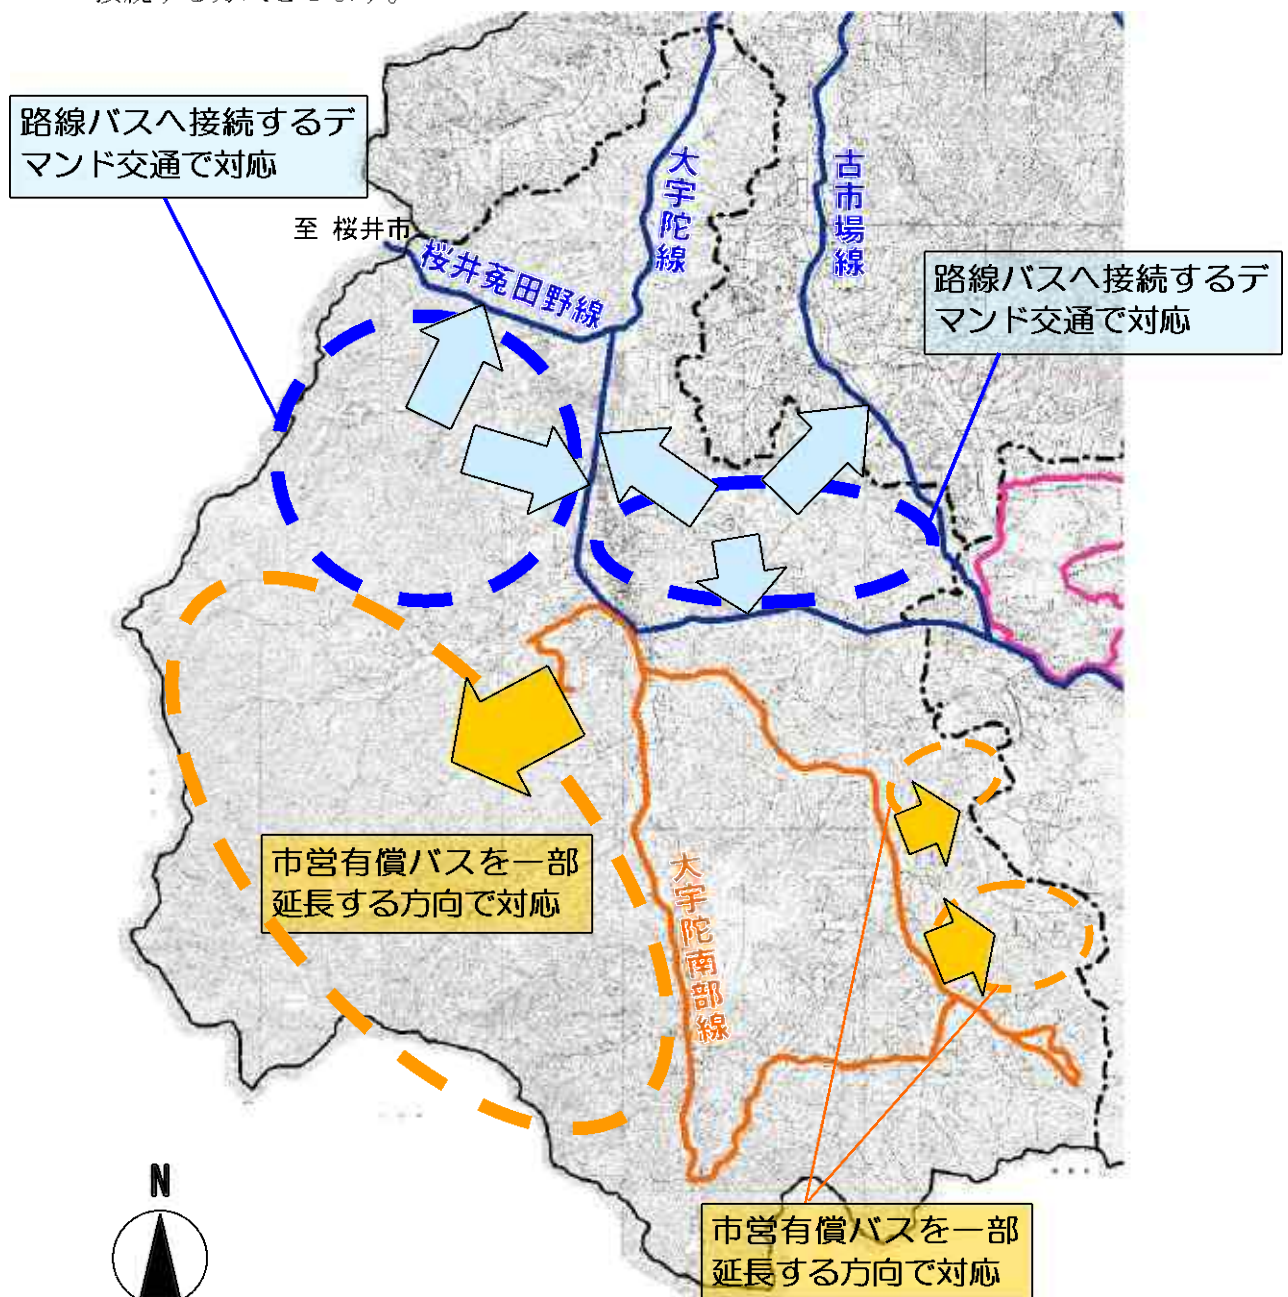 路線バスへ接続するデ
マンド交通で対応
至 桜井市
桜井菟田野線
大宇陀線
古市場線
路線バスへ接続するデ
マンド交通で対応
市営有償バスを一部
延長する方向で対応
大宇陀南部線
市営有償バスを一部
延長する方向で対応
N